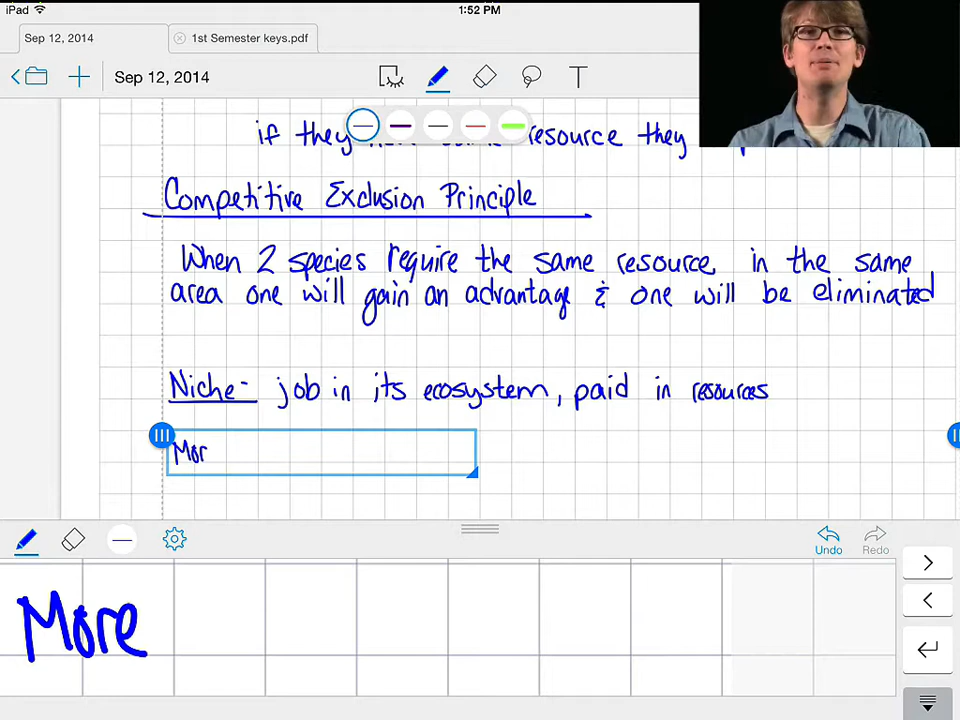 iPad 1:52 PM
Sep 12, 2014 1st Semester keys.pdf
Sep 12, 2014 T
if they resource they
Competitive Exclusion Principle
When 2 species require the same resource in the same
area one will gain an advantage & one will be eliminated
Niche- job in its ecosystem, paid in resources
Mor
Undo Redo
More